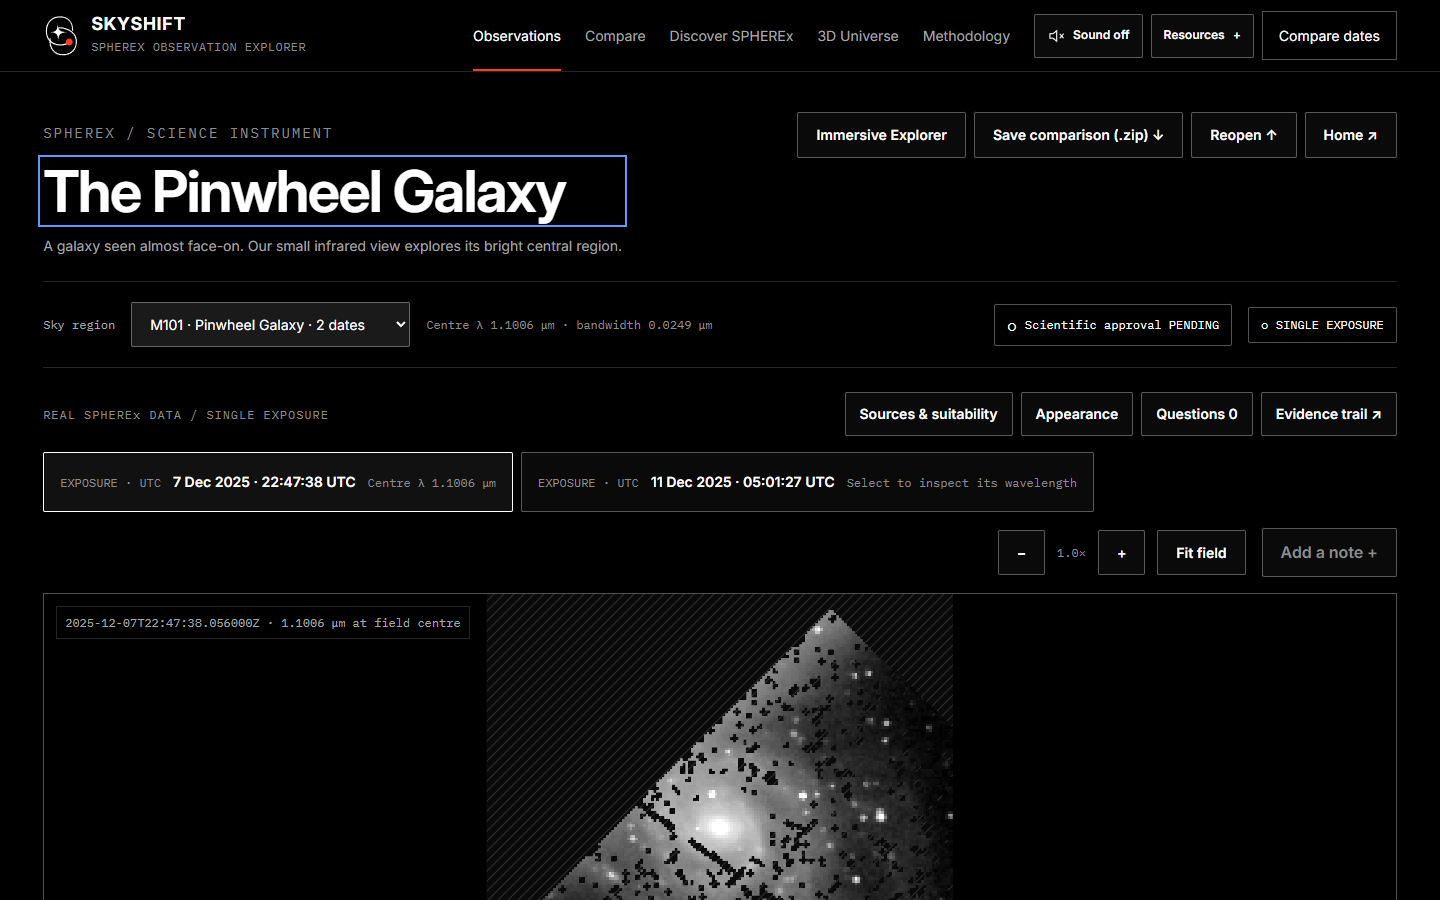 SKYSHIFT
SPHEREX OBSERVATION EXPLORER
Observations
Compare
Discover SPHEREx
3D Universe
Methodology
Sound off
Resources +
Compare dates
SPHEREX / SCIENCE INSTRUMENT
Immersive Explorer
Save comparison (.zip) ↓
Reopen ↑
Home ↗
The Pinwheel Galaxy
A galaxy seen almost face-on. Our small infrared view explores its bright central region.
Sky region
M101 · Pinwheel Galaxy · 2 dates
Centre λ 1.1006 µm · bandwidth 0.0249 µm
○ Scientific approval PENDING
○ SINGLE EXPOSURE
REAL SPHEREx DATA / SINGLE EXPOSURE
Sources & suitability
Appearance
Questions 0
Evidence trail ↗
EXPOSURE · UTC 7 Dec 2025 · 22:47:38 UTC Centre λ 1.1006 µm
EXPOSURE · UTC 11 Dec 2025 · 05:01:27 UTC Select to inspect its wavelength
−
1.0×
+
Fit field
Add a note +
2025-12-07T22:47:38.056000Z · 1.1006 µm at field centre